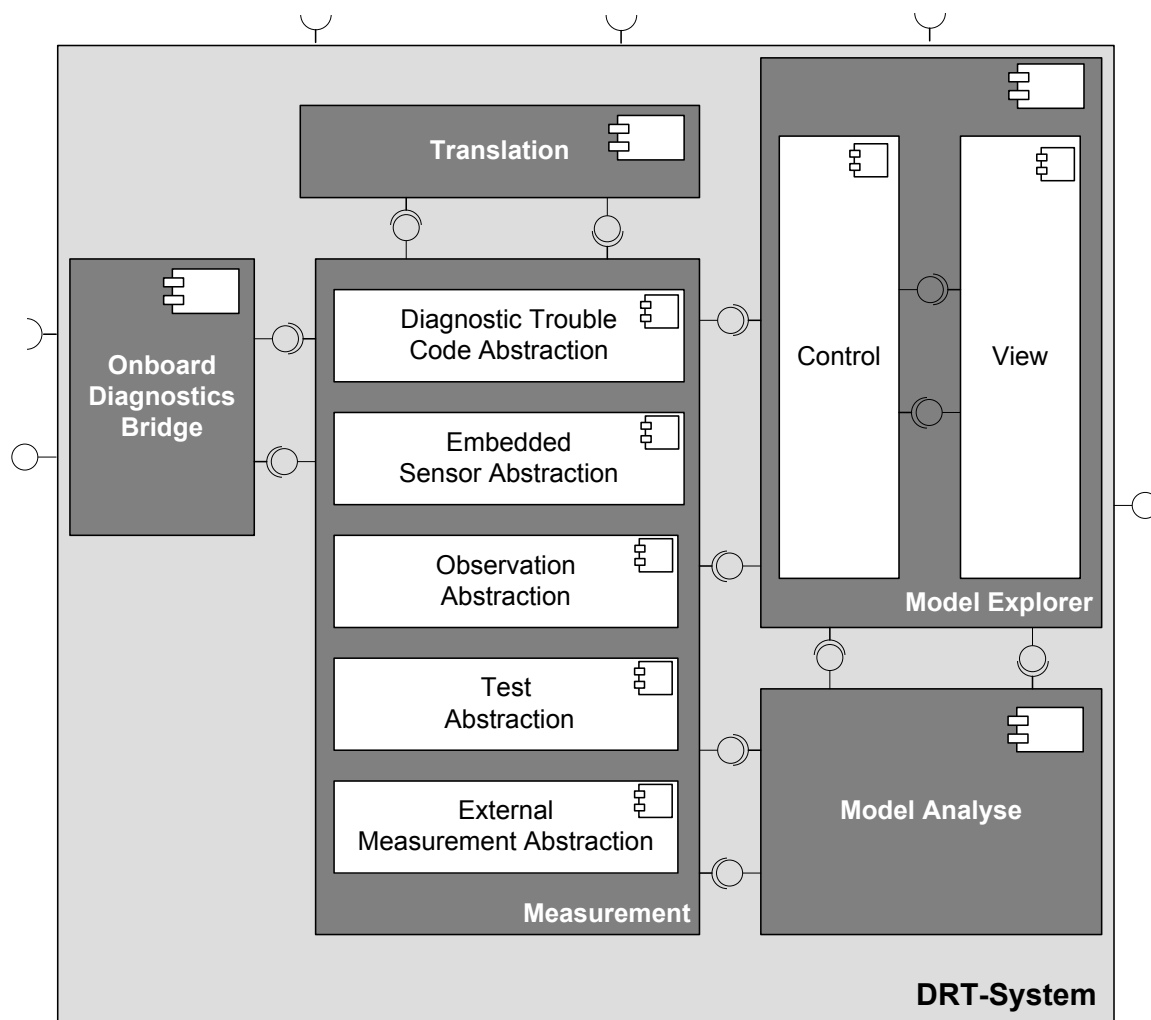 Translation
Onboard
Diagnostics
Bridge
Diagnostic Trouble
Code Abstraction
Embedded
Sensor Abstraction
Observation
Abstraction
Test
Abstraction
External
Measurement Abstraction
Measurement
Control
View
Model Explorer
Model Analyse
DRT-System